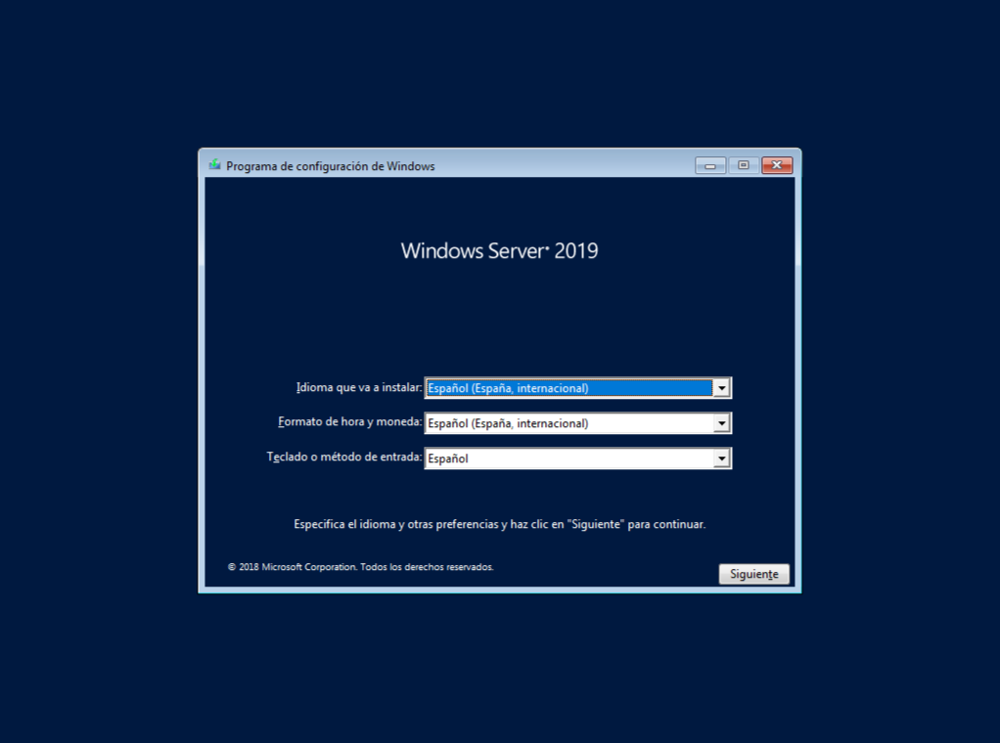 Programa de configuración de Windows
Windows Server® 2019
Idioma que va a instalar: Español (España, internacional)
Formato de hora y moneda: Español (España, internacional)
Teclado o método de entrada: Español
Especifica el idioma y otras preferencias y haz clic en "Siguiente" para continuar.
© 2018 Microsoft Corporation. Todos los derechos reservados.
Siguiente